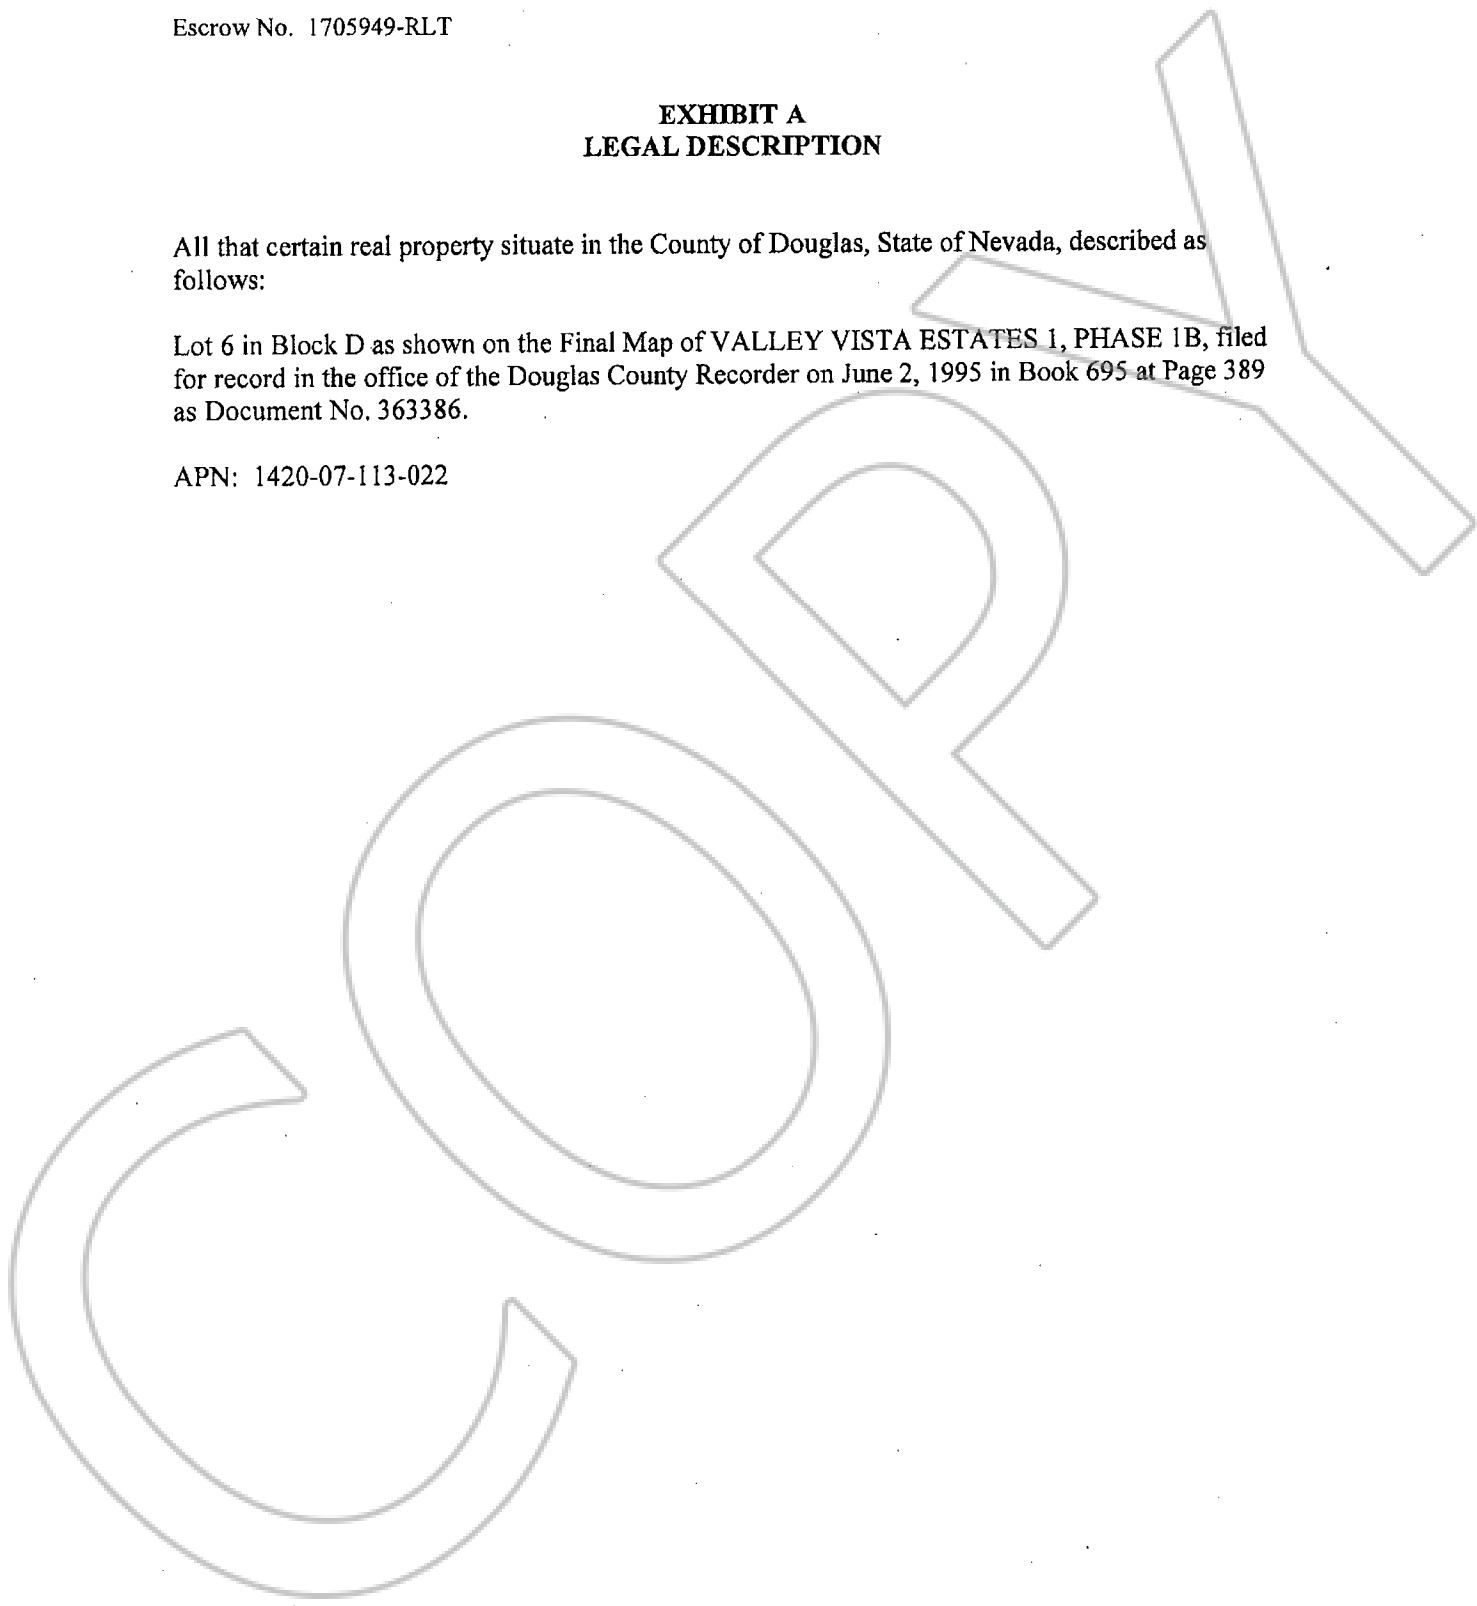 Escrow No. 1705949-RLT
EXHIBIT A
LEGAL DESCRIPTION
All that certain real property situate in the County of Douglas, State of Nevada, described as
follows:
Lot 6 in Block D as shown on the Final Map of VALLEY VISTA ESTATES 1, PHASE 1B, filed
for record in the office of the Douglas County Recorder on June 2, 1995 in Book 695 at Page 389
as Document No. 363386.
APN: 1420-07-113-022
COPY